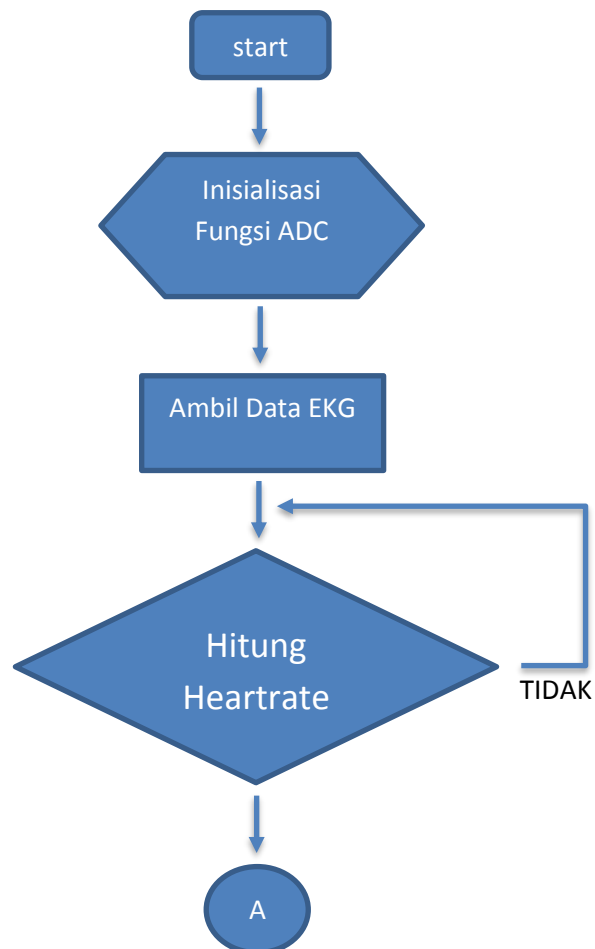 start
Inisialisasi
Fungsi ADC
Ambil Data EKG
Hitung
Heartrate
TIDAK
A